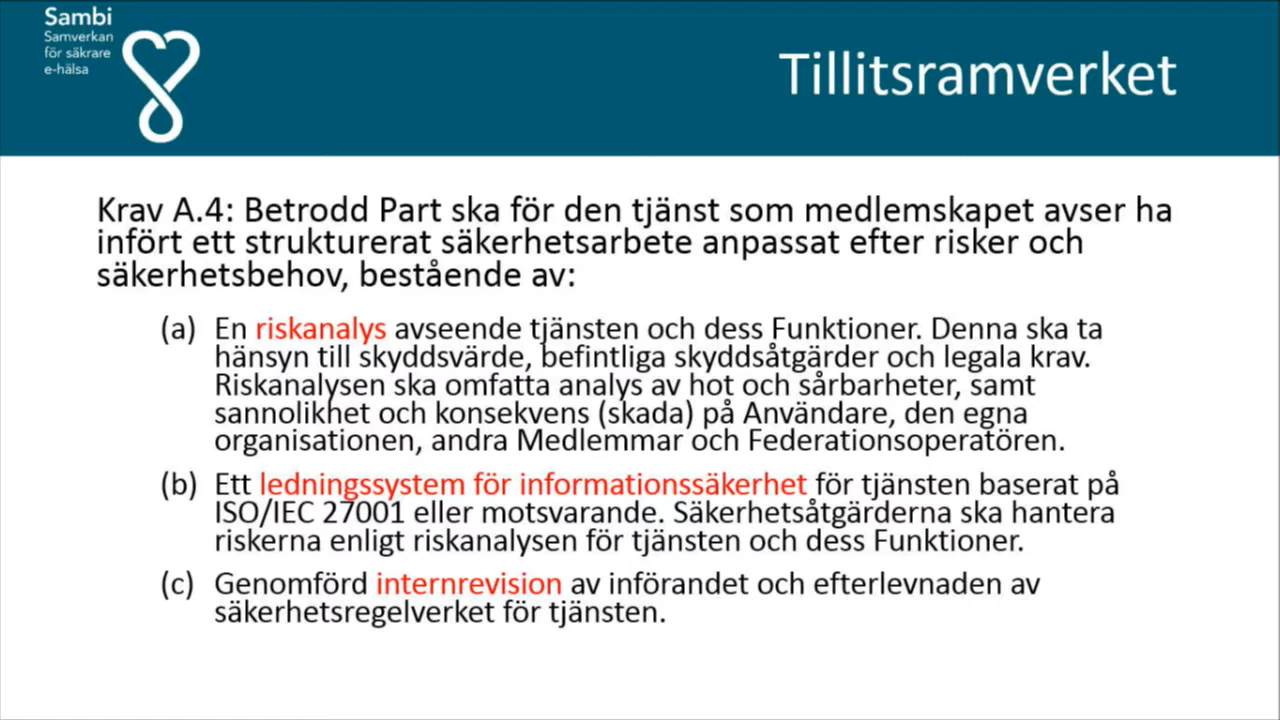 Sambi
Samverkan
för säkrare
e-hälsa
Tillitsramverket
Krav A.4: Betrodd Part ska för den tjänst som medlemskapet avser ha
infört ett strukturerat säkerhetsarbete anpassat efter risker och
säkerhetsbehov, bestående av:
(a) En riskanalys avseende tjänsten och dess Funktioner. Denna ska ta
hänsyn till skyddsvärde, befintliga skyddsåtgärder och legala krav.
Riskanalysen ska omfatta analys av hot och sårbarheter, samt
sannolikhet och konsekvens (skada) på Användare, den egna
organisationen, andra Medlemmar och Federationsoperatören.
(b) Ett ledningssystem för informationssäkerhet för tjänsten baserat på
ISO/IEC 27001 eller motsvarande. Säkerhetsåtgärderna ska hantera
riskerna enligt riskanalysen för tjänsten och dess Funktioner.
(c) Genomförd internrevision av införandet och efterlevnaden av
säkerhetsregelverket för tjänsten.